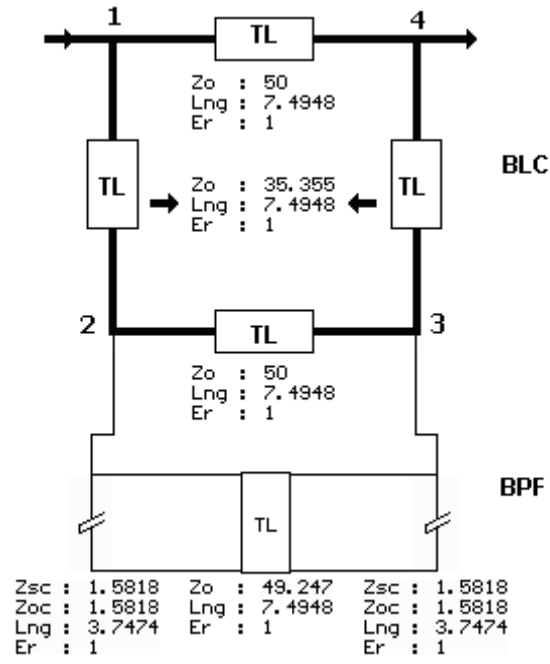 1 4
TL
Zo : 50
Lng : 7.4948
Er : 1
TL Zo : 35.355 TL BLC
Lng : 7.4948
Er : 1
2 TL 3
Zo : 50
Lng : 7.4948
Er : 1
BPF
TL
Zsc : 1.5818 Zo : 49.247 Zsc : 1.5818
Zoc : 1.5818 Lng : 7.4948 Zoc : 1.5818
Lng : 3.7474 Er : 1 Lng : 3.7474
Er : 1 Er : 1